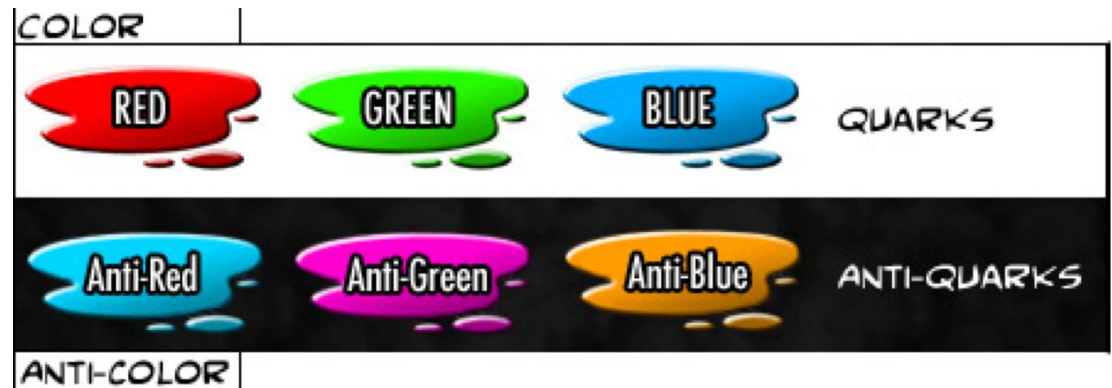 COLOR
RED GREEN BLUE QUARKS
Anti-Red Anti-Green Anti-Blue ANTI-QUARKS
ANTI-COLOR